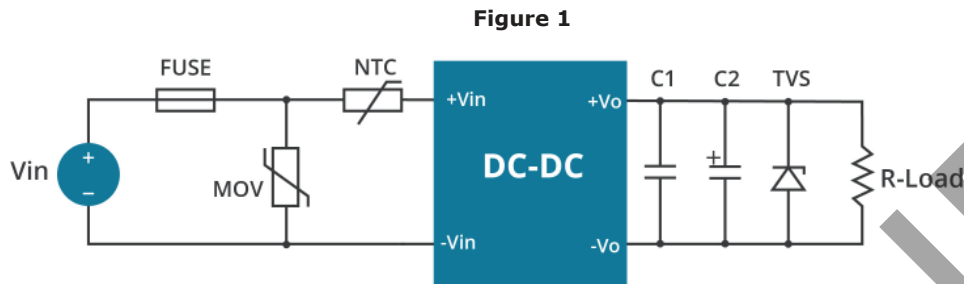 Figure 1
FUSE
NTC
C1
C2
TVS
+Vin
+Vo
Vin
+
−
MOV
DC-DC
+
R-Load
-Vin
-Vo